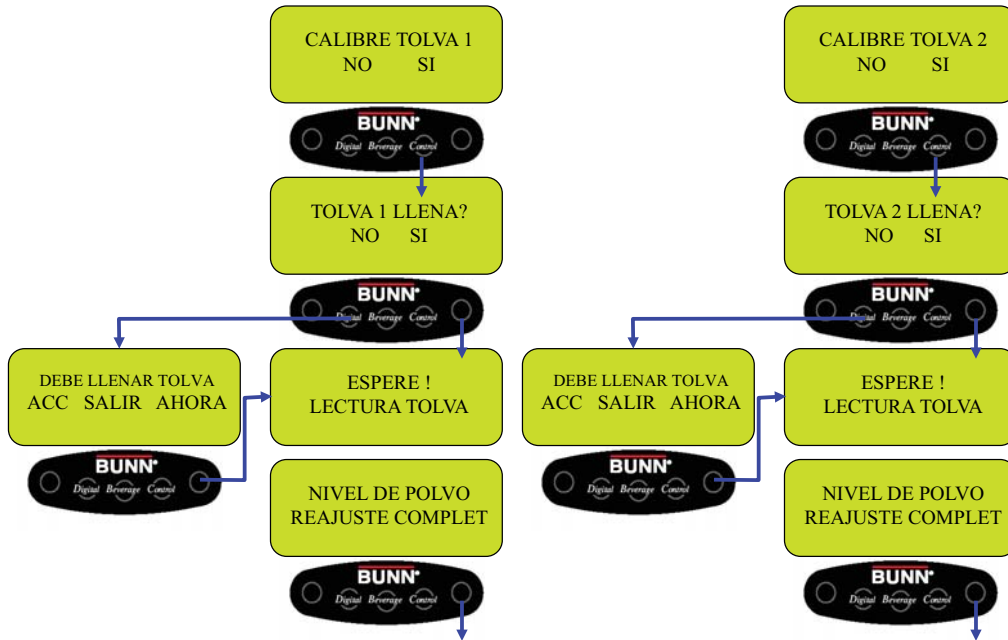 CALIBRE TOLVA 1
NO SI
BUNN
Digital Beverage Control
TOLVA 1 LLENA?
NO SI
BUNN
Digital Beverage Control
DEBE LLENAR TOLVA
ACC SALIR AHORA
BUNN
Digital Beverage Control
ESPERE !
LECTURA TOLVA
NIVEL DE POLVO
REAJUSTE COMPLET
BUNN
Digital Beverage Control
CALIBRE TOLVA 2
NO SI
BUNN
Digital Beverage Control
TOLVA 2 LLENA?
NO SI
BUNN
Digital Beverage Control
DEBE LLENAR TOLVA
ACC SALIR AHORA
BUNN
Digital Beverage Control
ESPERE !
LECTURA TOLVA
NIVEL DE POLVO
REAJUSTE COMPLET
BUNN
Digital Beverage Control